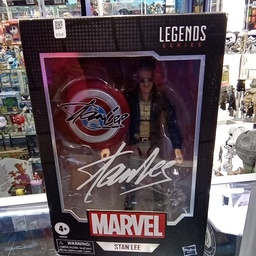 LEGENDS
SERIES
Stan Lee
Stan Lee
4+
MARVEL
WARNING:
STAN LEE
Hasbro